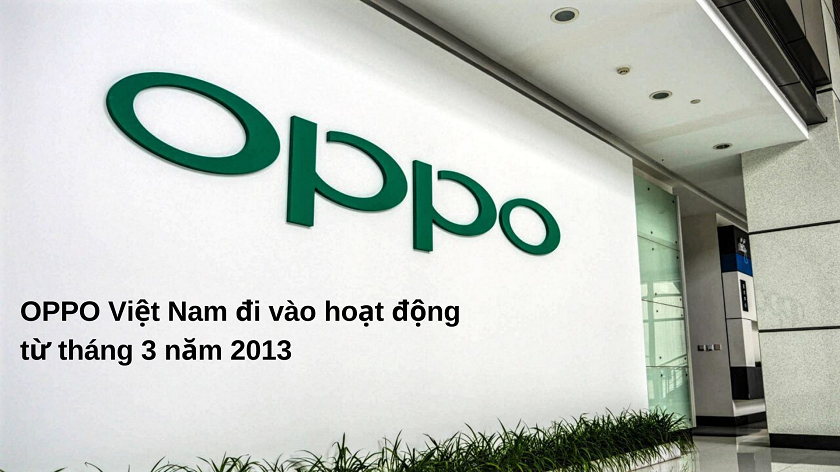 oppo
OPPO Việt Nam đi vào hoạt động
từ tháng 3 năm 2013